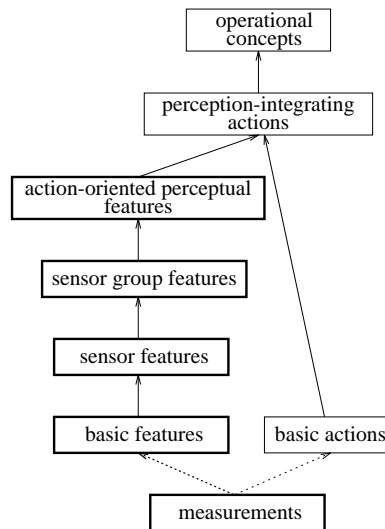 operational
concepts
perception-integrating
actions
action-oriented perceptual
features
sensor group features
sensor features
basic features
basic actions
measurements